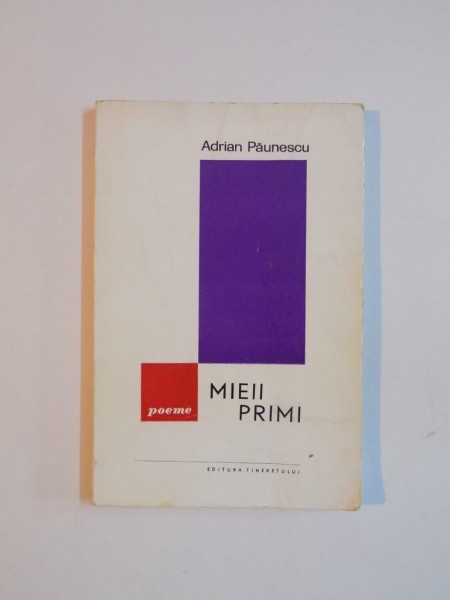 Adrian Păunescu
poeme
MIEII
PRIMI
EDITURA TINERETULUI